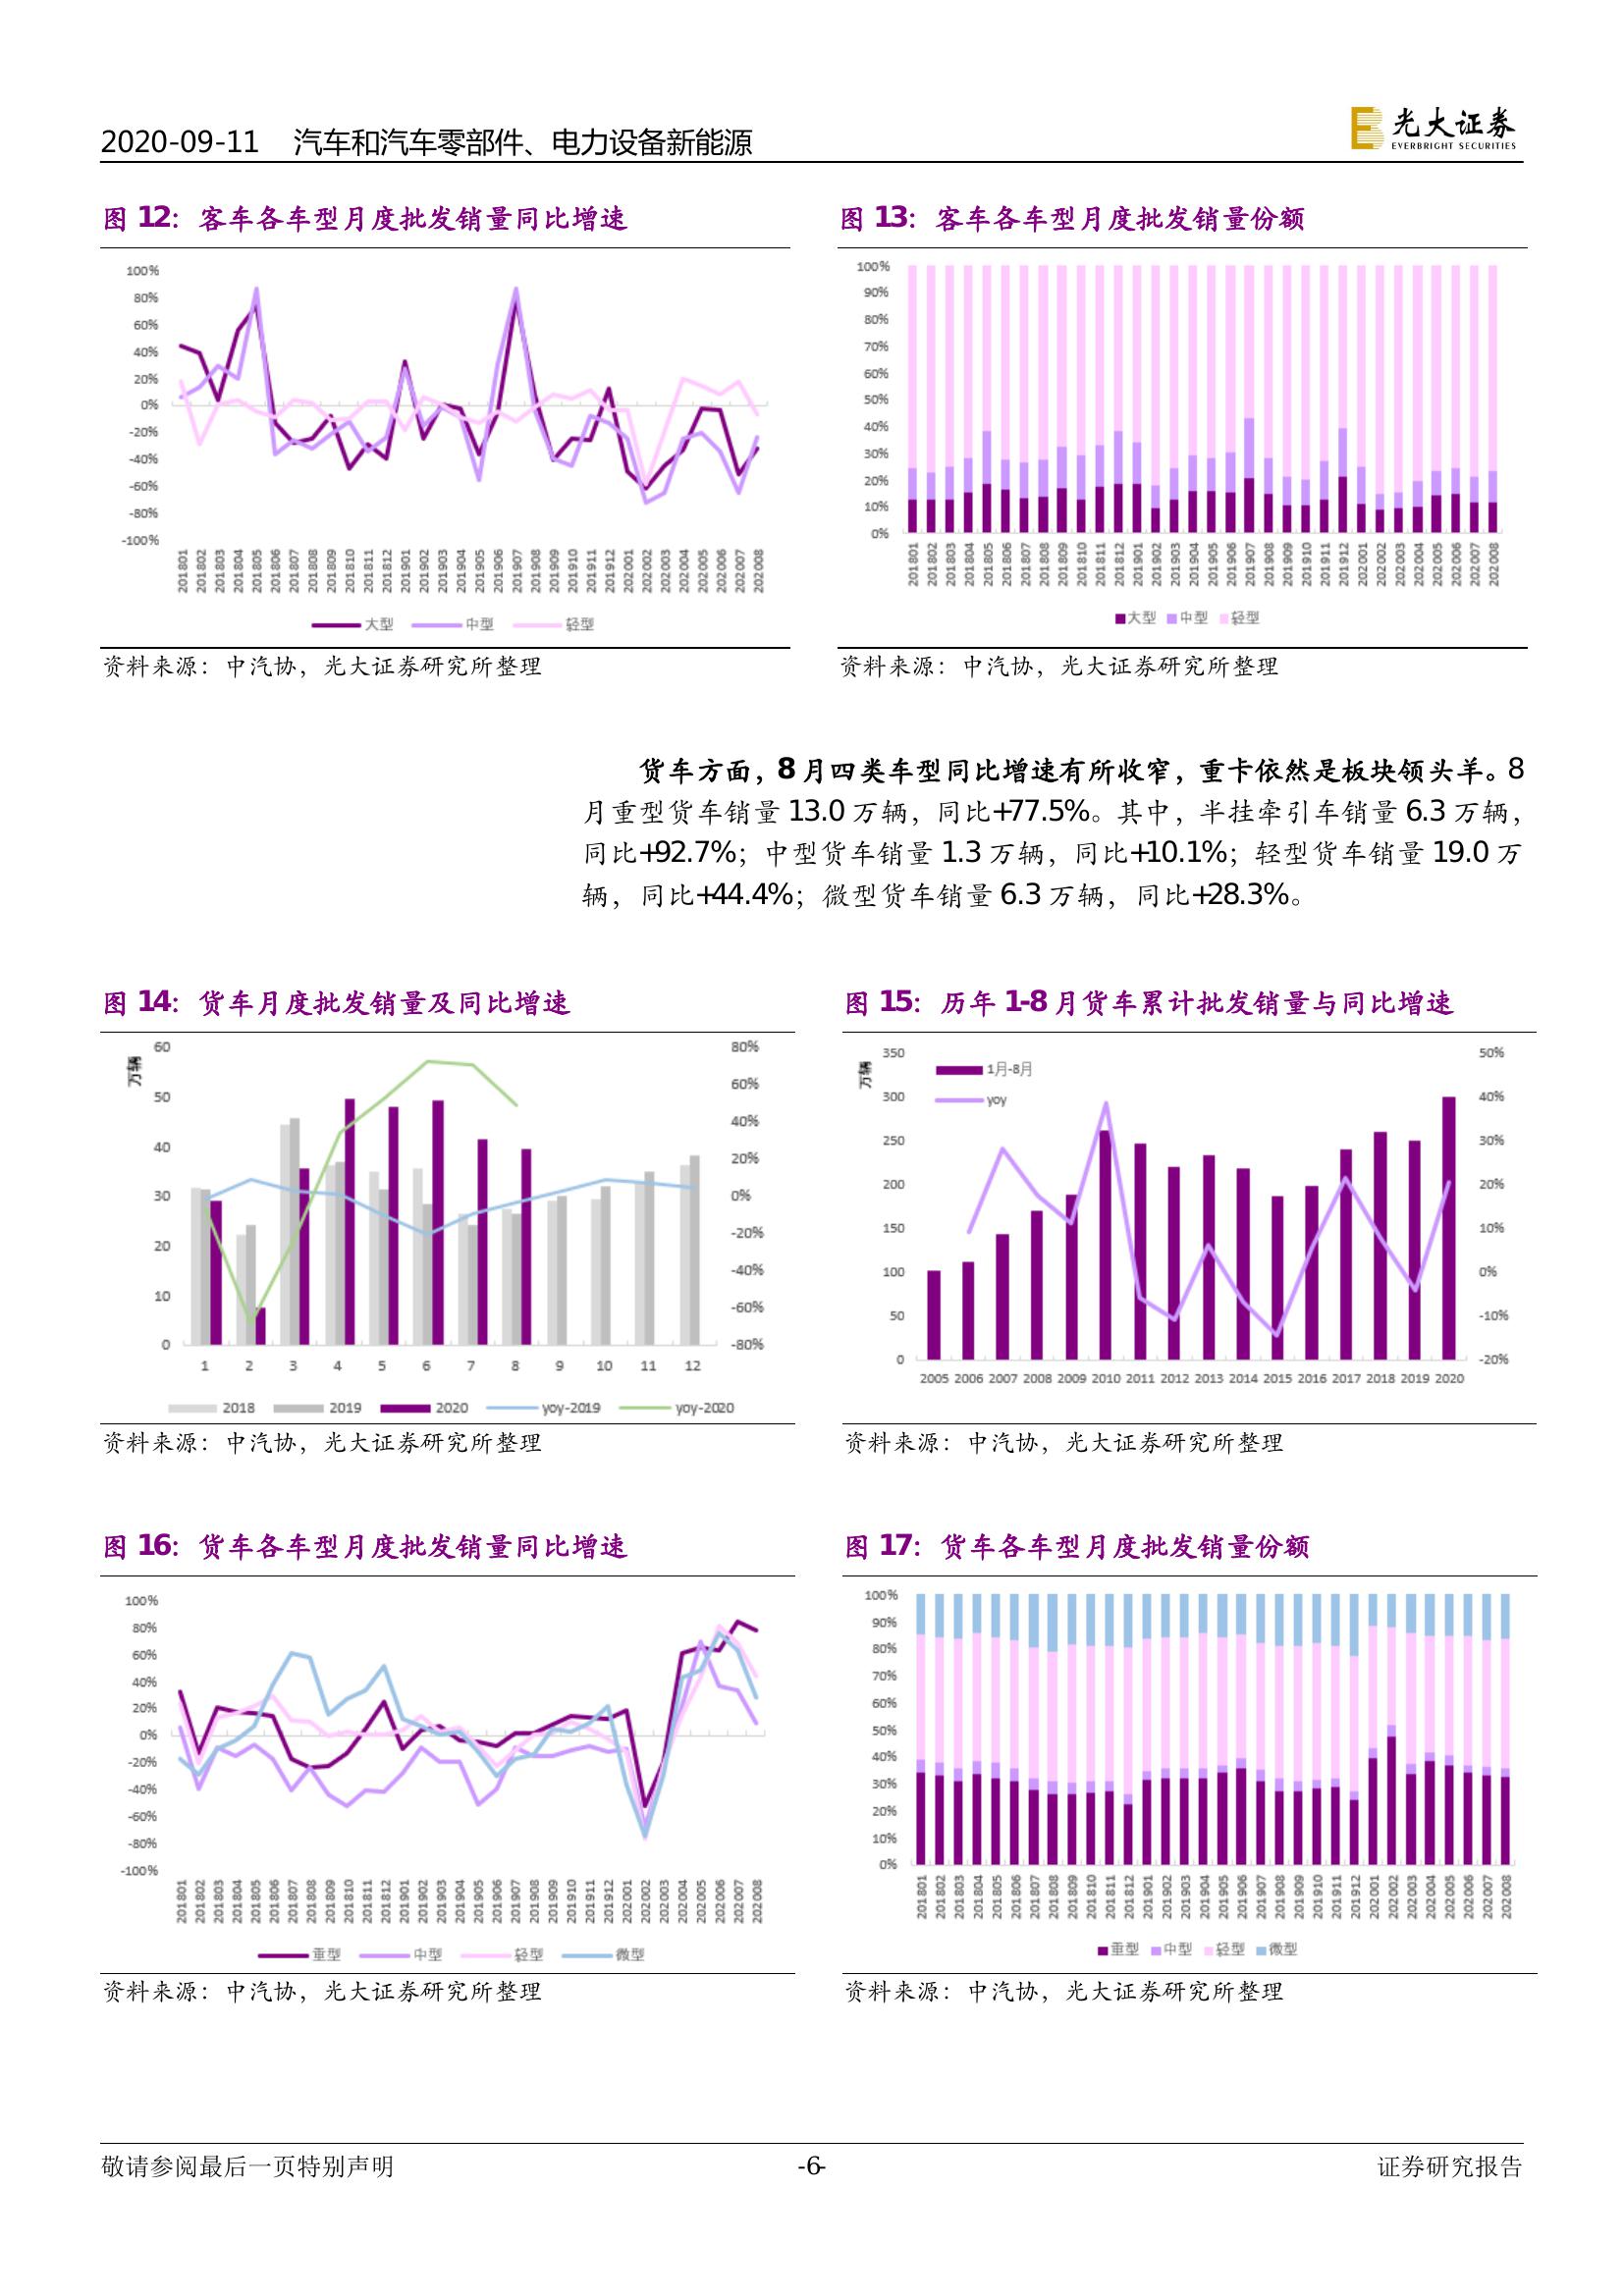 2020-09-11 汽车和汽车零部件、电力设备新能源
光大证券
EVERBRIGHT SECURITIES
图 12：客车各车型月度批发销量同比增速
100%
80%
60%
40%
20%
0%
-20%
-40%
-60%
-80%
-100%
201801 201802 201803 201804 201805 201806 201807 201808 201809 201810 201811 201812 201901 201902 201903 201904 201905 201906 201907 201908 201909 201910 201911 201912 202001 202002 202003 202004 202005 202006 202007 202008
大型 中型 轻型
资料来源：中汽协，光大证券研究所整理
图 13：客车各车型月度批发销量份额
100%
90%
80%
70%
60%
50%
40%
30%
20%
10%
0%
201801 201802 201803 201804 201805 201806 201807 201808 201809 201810 201811 201812 201901 201902 201903 201904 201905 201906 201907 201908 201909 201910 201911 201912 202001 202002 202003 202004 202005 202006 202007 202008
大型 中型 轻型
资料来源：中汽协，光大证券研究所整理
货车方面，8 月四类车型同比增速有所收窄，重卡依然是板块领头羊。8
月重型货车销量 13.0 万辆，同比+77.5%。其中，半挂牵引车销量 6.3 万辆，
同比+92.7%；中型货车销量 1.3 万辆，同比+10.1%；轻型货车销量 19.0 万
辆，同比+44.4%；微型货车销量 6.3 万辆，同比+28.3%。
图 14：货车月度批发销量及同比增速
万辆
60
50
40
30
20
10
0
80%
60%
40%
20%
0%
-20%
-40%
-60%
-80%
1 2 3 4 5 6 7 8 9 10 11 12
2018 2019 2020 yoy-2019 yoy-2020
资料来源：中汽协，光大证券研究所整理
图 15：历年 1-8 月货车累计批发销量与同比增速
万辆
350
300
250
200
150
100
50
0
1月-8月
yoy
50%
40%
30%
20%
10%
0%
-10%
-20%
2005 2006 2007 2008 2009 2010 2011 2012 2013 2014 2015 2016 2017 2018 2019 2020
资料来源：中汽协，光大证券研究所整理
图 16：货车各车型月度批发销量同比增速
100%
80%
60%
40%
20%
0%
-20%
-40%
-60%
-80%
-100%
201801 201802 201803 201804 201805 201806 201807 201808 201809 201810 201811 201812 201901 201902 201903 201904 201905 201906 201907 201908 201909 201910 201911 201912 202001 202002 202003 202004 202005 202006 202007 202008
重型 中型 轻型 微型
资料来源：中汽协，光大证券研究所整理
图 17：货车各车型月度批发销量份额
100%
90%
80%
70%
60%
50%
40%
30%
20%
10%
0%
201801 201802 201803 201804 201805 201806 201807 201808 201809 201810 201811 201812 201901 201902 201903 201904 201905 201906 201907 201908 201909 201910 201911 201912 202001 202002 202003 202004 202005 202006 202007 202008
重型 中型 轻型 微型
资料来源：中汽协，光大证券研究所整理
敬请参阅最后一页特别声明
-6-
证券研究报告